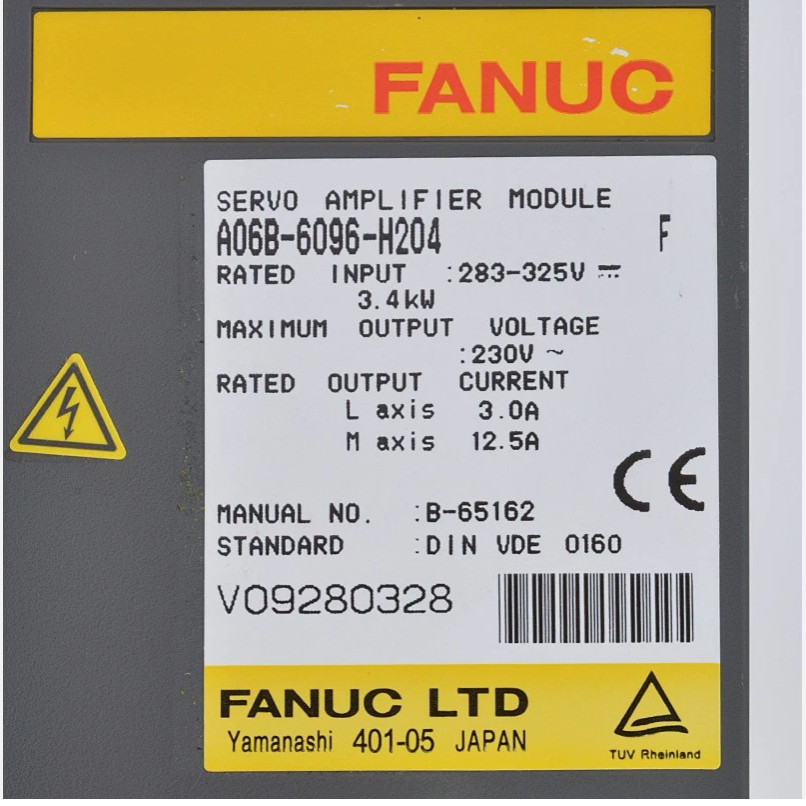 FANUC
SERVO AMPLIFIER MODULE
A06B-6096-H204 F
RATED INPUT :283-325V ⎓
3.4kW
MAXIMUM OUTPUT VOLTAGE
:230V ~
RATED OUTPUT CURRENT
L axis 3.0A
M axis 12.5A
CE
MANUAL NO. :B-65162
STANDARD :DIN VDE 0160
V09280328
FANUC LTD
Yamanashi 401-05 JAPAN
TUV Rheinland